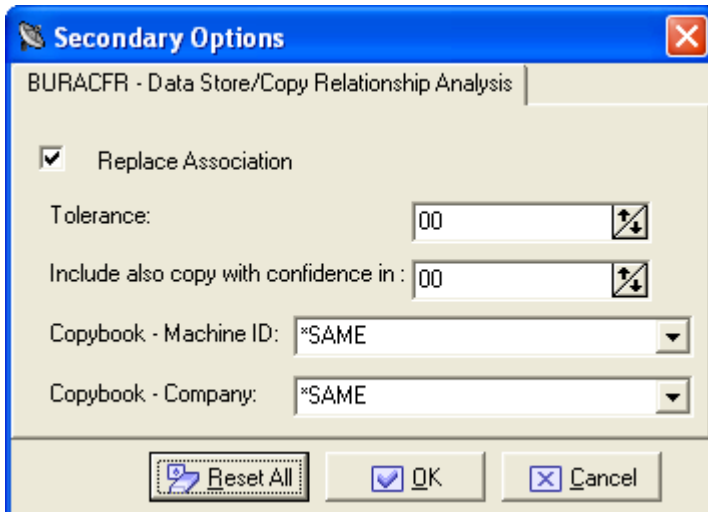 Secondary Options
BURACFR - Data Store/Copy Relationship Analysis
Replace Association
Tolerance: 00
Include also copy with confidence in : 00
Copybook - Machine ID: *SAME
Copybook - Company: *SAME
Reset All OK Cancel